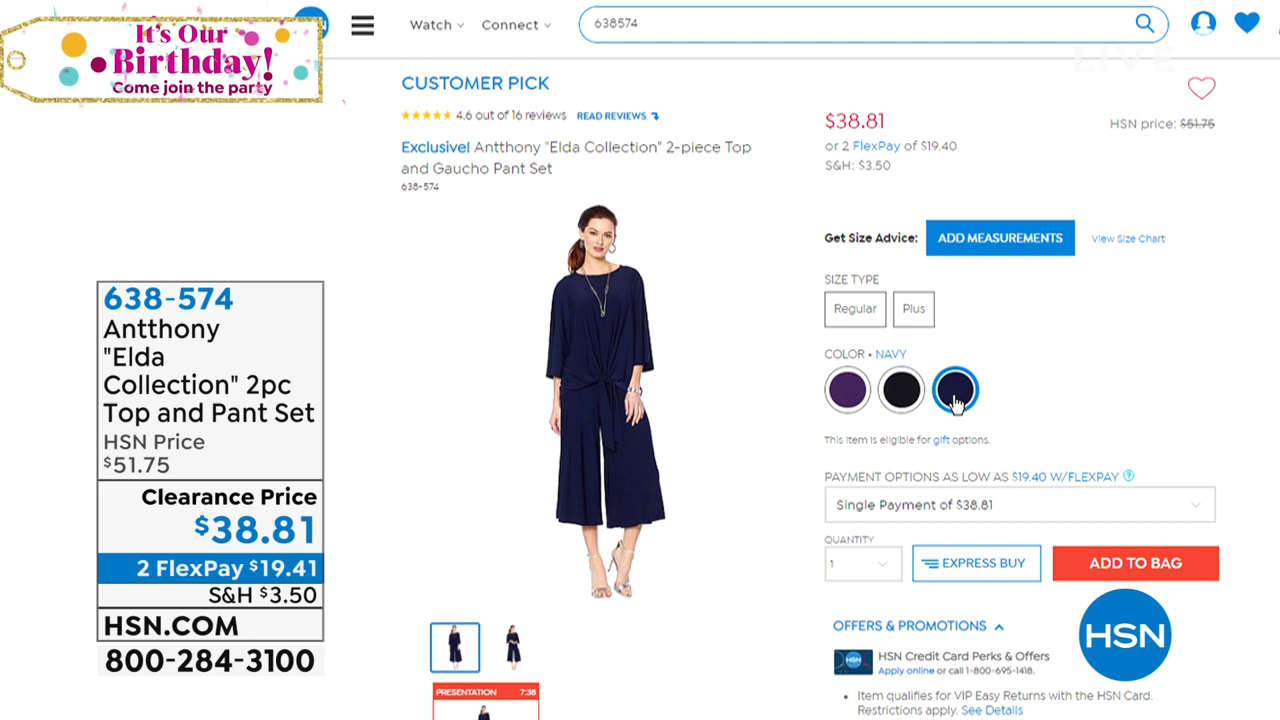 It's Our
Birthday!
Come join the party
Watch
Connect
638574
LIVE
CUSTOMER PICK
4.6 out of 16 reviews READ REVIEWS
Exclusive! Antthony "Elda Collection" 2-piece Top
and Gaucho Pant Set
638-574
$38.81
HSN price: $51.75
or 2 FlexPay of $19.40
S&H: $3.50
Get Size Advice: ADD MEASUREMENTS View Size Chart
SIZE TYPE
Regular Plus
COLOR • NAVY
This item is eligible for gift options.
PAYMENT OPTIONS AS LOW AS $19.40 W/FLEXPAY ?
Single Payment of $38.81
QUANTITY
1
EXPRESS BUY
ADD TO BAG
OFFERS & PROMOTIONS
HSN
HSN Credit Card Perks & Offers
Apply online or call 1-800-695-1418.
• Item qualifies for VIP Easy Returns with the HSN Card.
Restrictions apply. See Details
HSN
638-574
Antthony
"Elda
Collection" 2pc
Top and Pant Set
HSN Price
$51.75
Clearance Price
$38.81
2 FlexPay $19.41
S&H $3.50
HSN.COM
800-284-3100
PRESENTATION 7:38